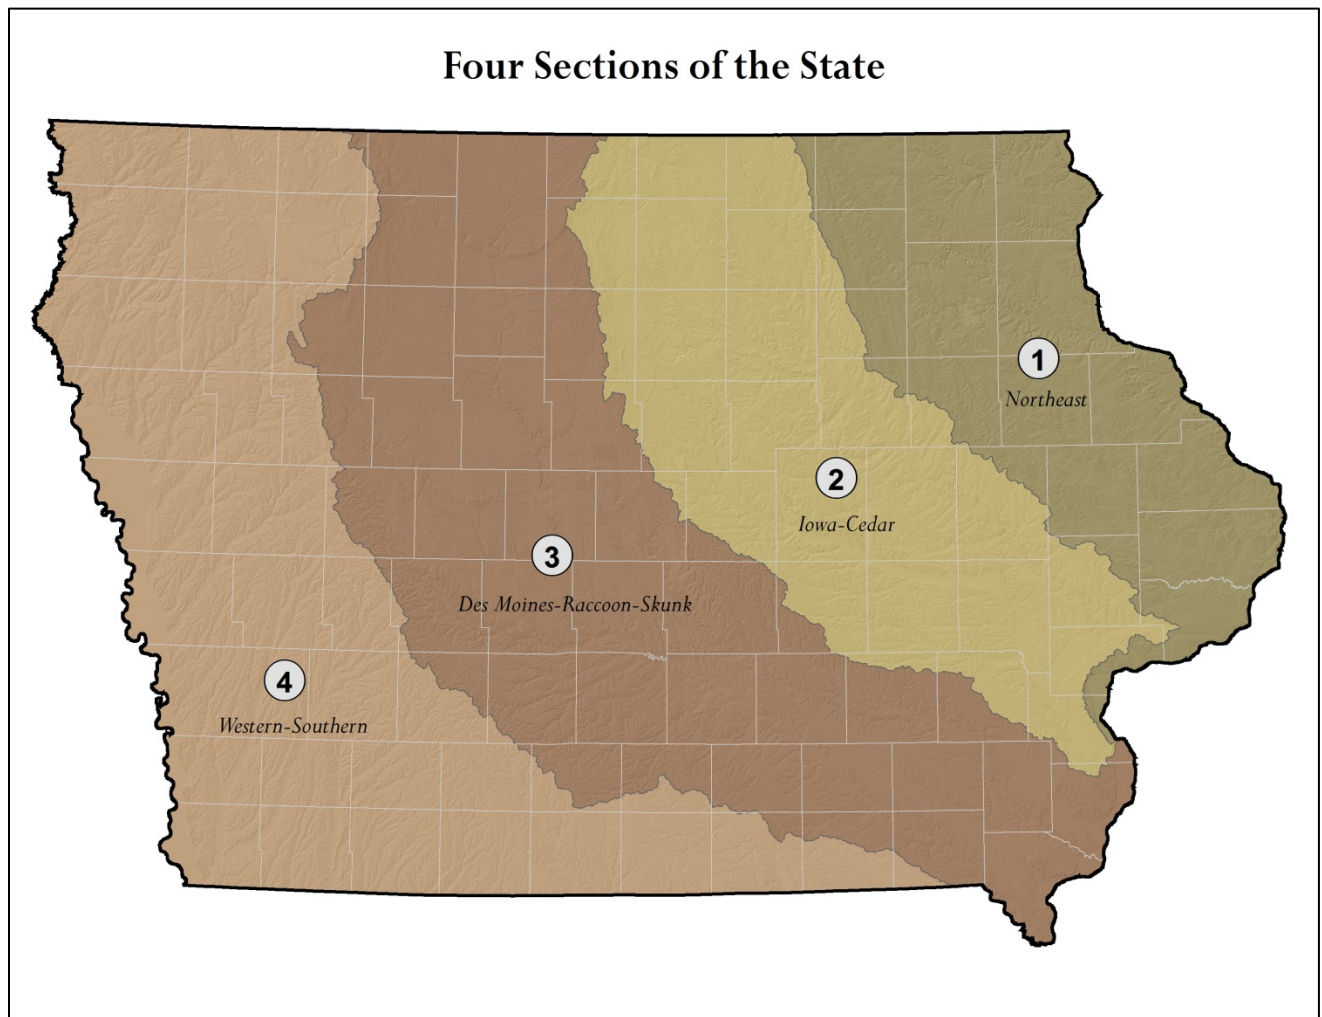 Four Sections of the State
1
Northeast
2
Iowa-Cedar
3
Des Moines-Raccoon-Skunk
4
Western-Southern